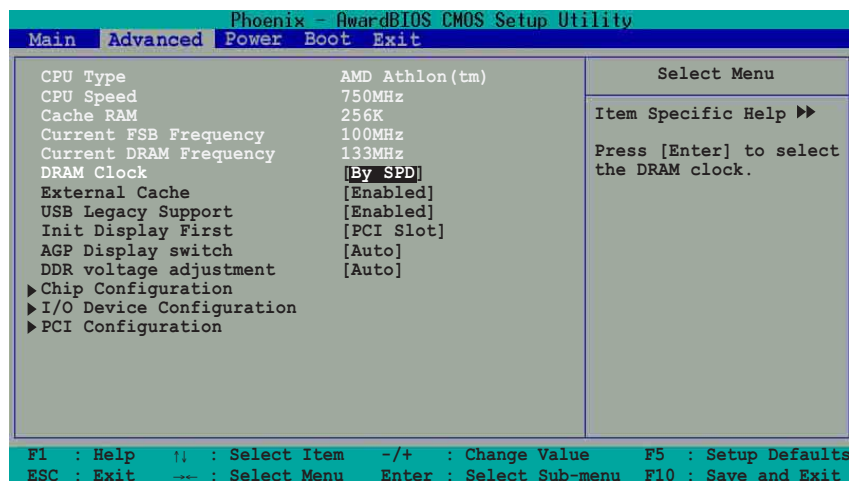 Phoenix - AwardBIOS CMOS Setup Utility
Main Advanced Power Boot Exit
CPU Type AMD Athlon(tm)
CPU Speed 750MHz
Cache RAM 256K
Current FSB Frequency 100MHz
Current DRAM Frequency 133MHz
DRAM Clock [By SPD]
External Cache [Enabled]
USB Legacy Support [Enabled]
Init Display First [PCI Slot]
AGP Display switch [Auto]
DDR voltage adjustment [Auto]
Chip Configuration
I/O Device Configuration
PCI Configuration
Select Menu
Item Specific Help
Press [Enter] to select
the DRAM clock.
F1 : Help ↑↓ : Select Item -/+ : Change Value F5 : Setup Defaults
ESC : Exit →← : Select Menu Enter : Select Sub-menu F10 : Save and Exit